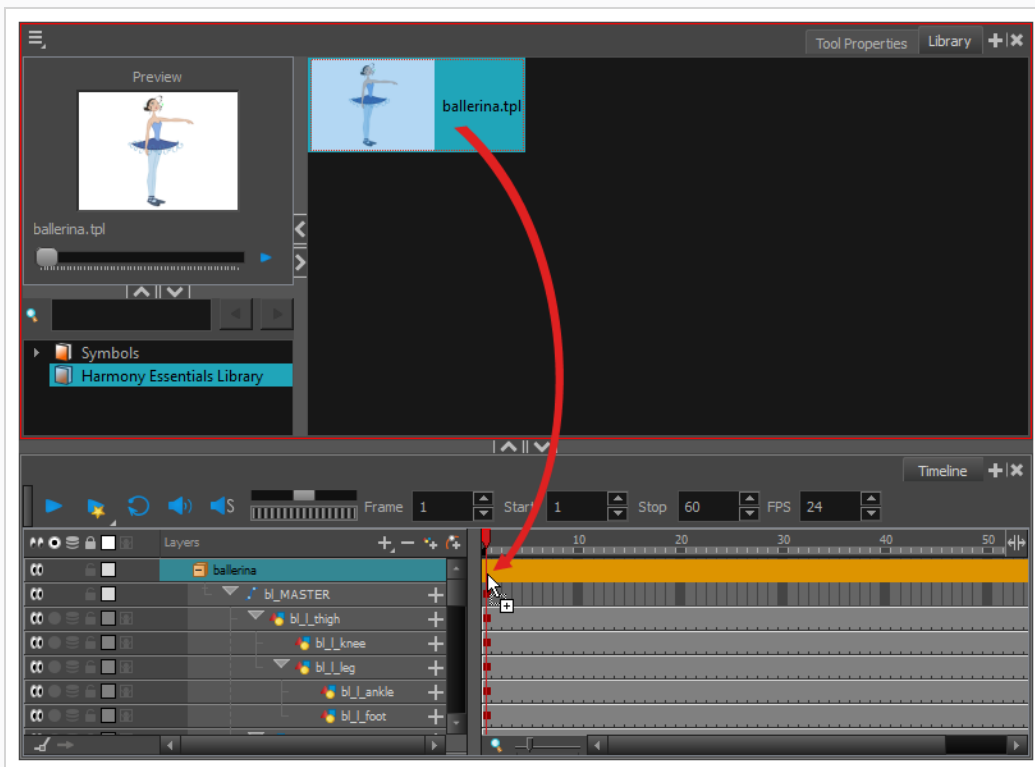 Tool Properties Library
Preview
ballerina.tpl
ballerina.tpl
Symbols
Harmony Essentials Library
Timeline
S Frame 1 Start 1 Stop 60 FPS 24
Layers 10 20 30 40 50
ballerina
bl_MASTER
bl_l_thigh
bl_l_knee
bl_l_leg
bl_l_ankle
bl_l_foot